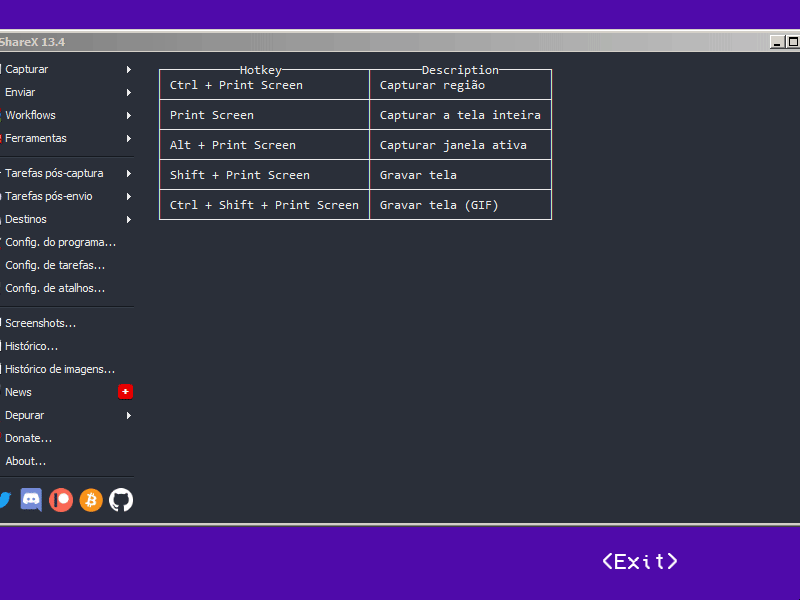 ShareX 13.4
Capturar
Enviar
Workflows
Ferramentas
Tarefas pós-captura
Tarefas pós-envio
Destinos
Config. do programa...
Config. de tarefas...
Config. de atalhos...
Screenshots...
Histórico...
Histórico de imagens...
News
Depurar
Donate...
About...
Hotkey Description
Ctrl + Print Screen Capturar região
Print Screen Capturar a tela inteira
Alt + Print Screen Capturar janela ativa
Shift + Print Screen Gravar tela
Ctrl + Shift + Print Screen Gravar tela (GIF)
<Exit>